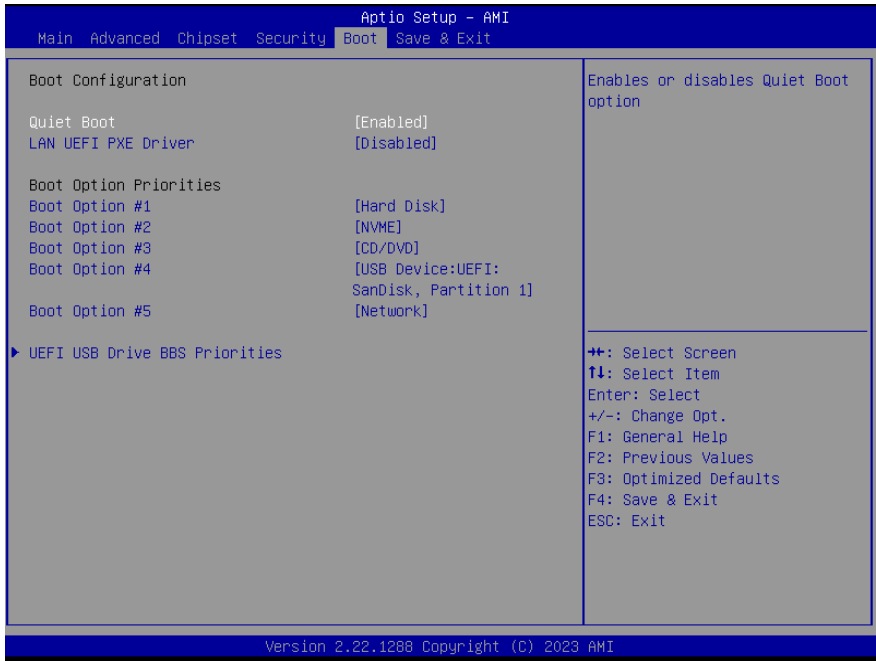 Aptio Setup – AMI
Main Advanced Chipset Security Boot Save & Exit
Boot Configuration
Quiet Boot [Enabled]
LAN UEFI PXE Driver [Disabled]
Boot Option Priorities
Boot Option #1 [Hard Disk]
Boot Option #2 [NVME]
Boot Option #3 [CD/DVD]
Boot Option #4 [USB Device:UEFI:
SanDisk, Partition 1]
Boot Option #5 [Network]
UEFI USB Drive BBS Priorities
Enables or disables Quiet Boot
option
→←: Select Screen
↑↓: Select Item
Enter: Select
+/-: Change Opt.
F1: General Help
F2: Previous Values
F3: Optimized Defaults
F4: Save & Exit
ESC: Exit
Version 2.22.1288 Copyright (C) 2023 AMI